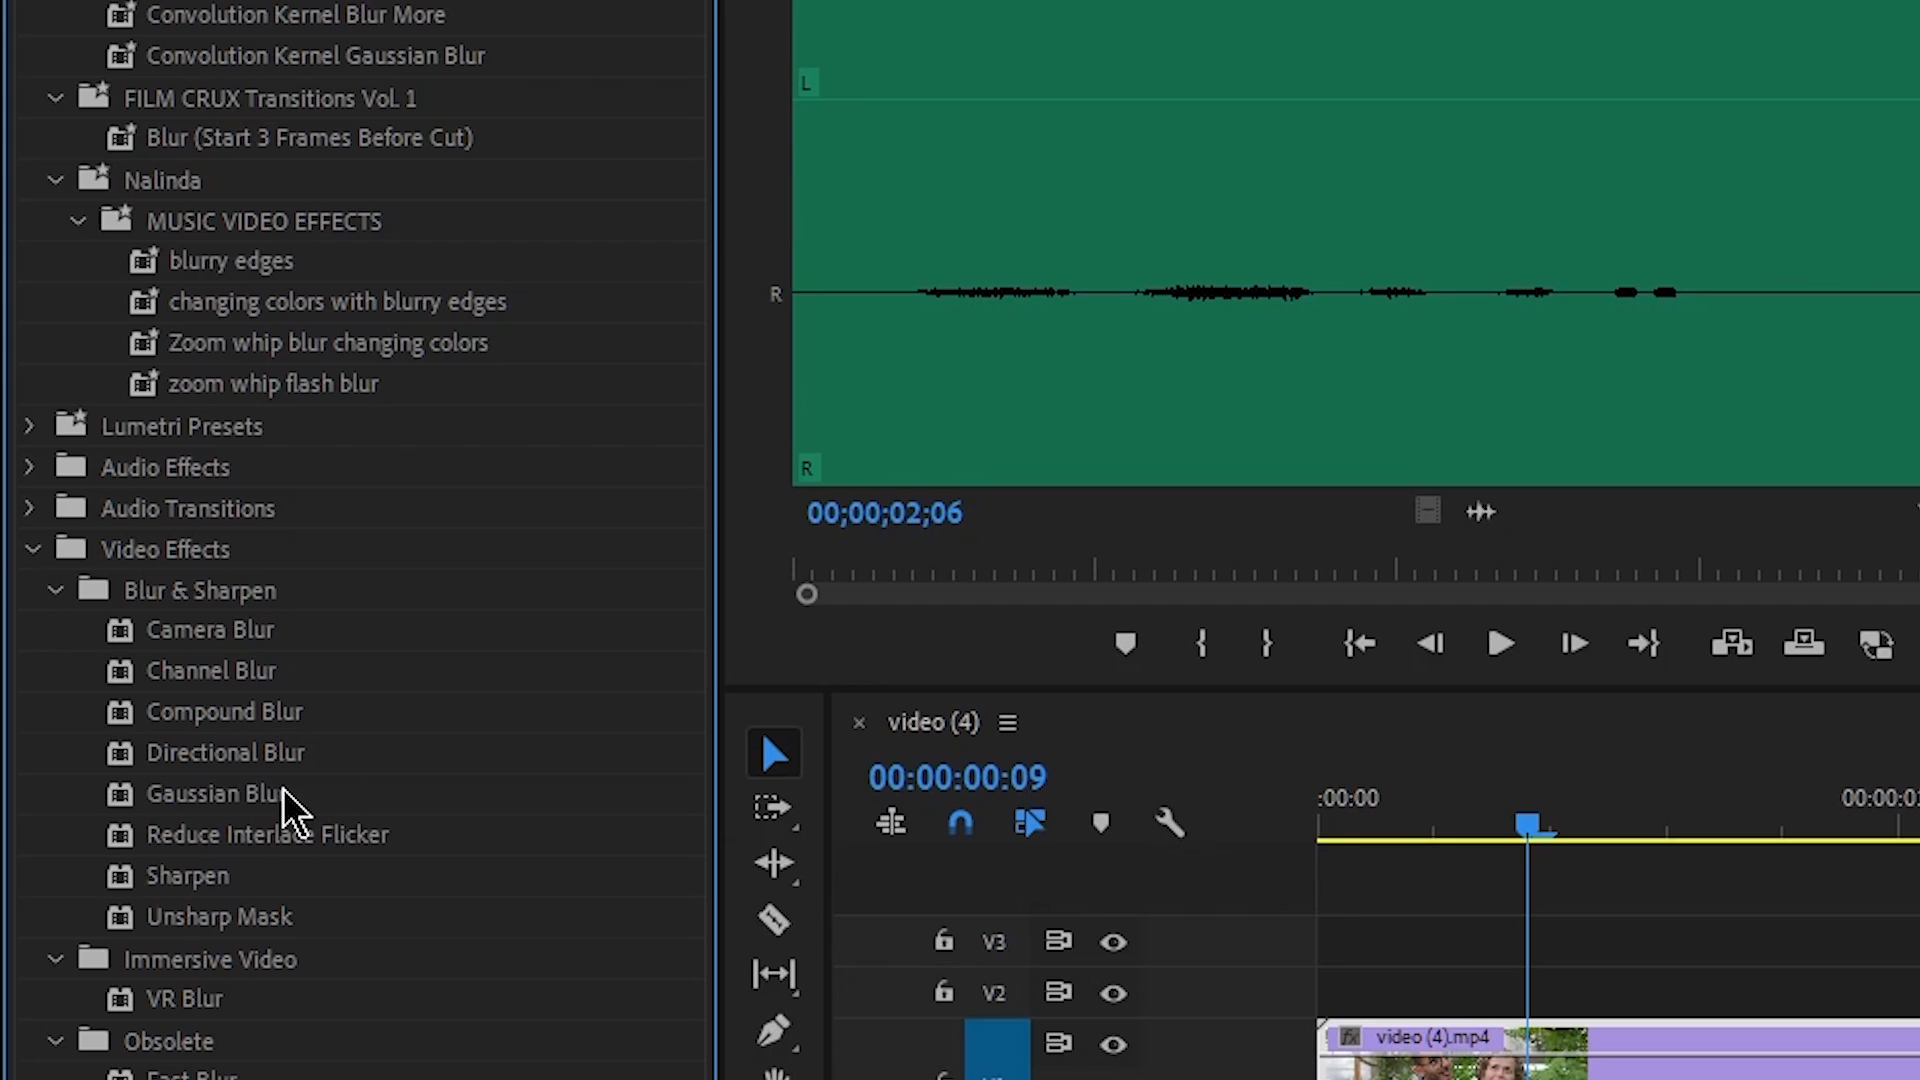 Convolution Kernel Blur More
Convolution Kernel Gaussian Blur
FILM CRUX Transitions Vol. 1
Blur (Start 3 Frames Before Cut)
Nalinda
MUSIC VIDEO EFFECTS
blurry edges
changing colors with blurry edges
Zoom whip blur changing colors
zoom whip flash blur
Lumetri Presets
Audio Effects
Audio Transitions
Video Effects
Blur & Sharpen
Camera Blur
Channel Blur
Compound Blur
Directional Blur
Gaussian Blur
Reduce Interlace Flicker
Sharpen
Unsharp Mask
Immersive Video
VR Blur
Obsolete
Fast Blur
L
R
R
00;00;02;06
video (4)
00:00:00:09
:00:00
00:00:0
V3
V2
fx video (4).mp4